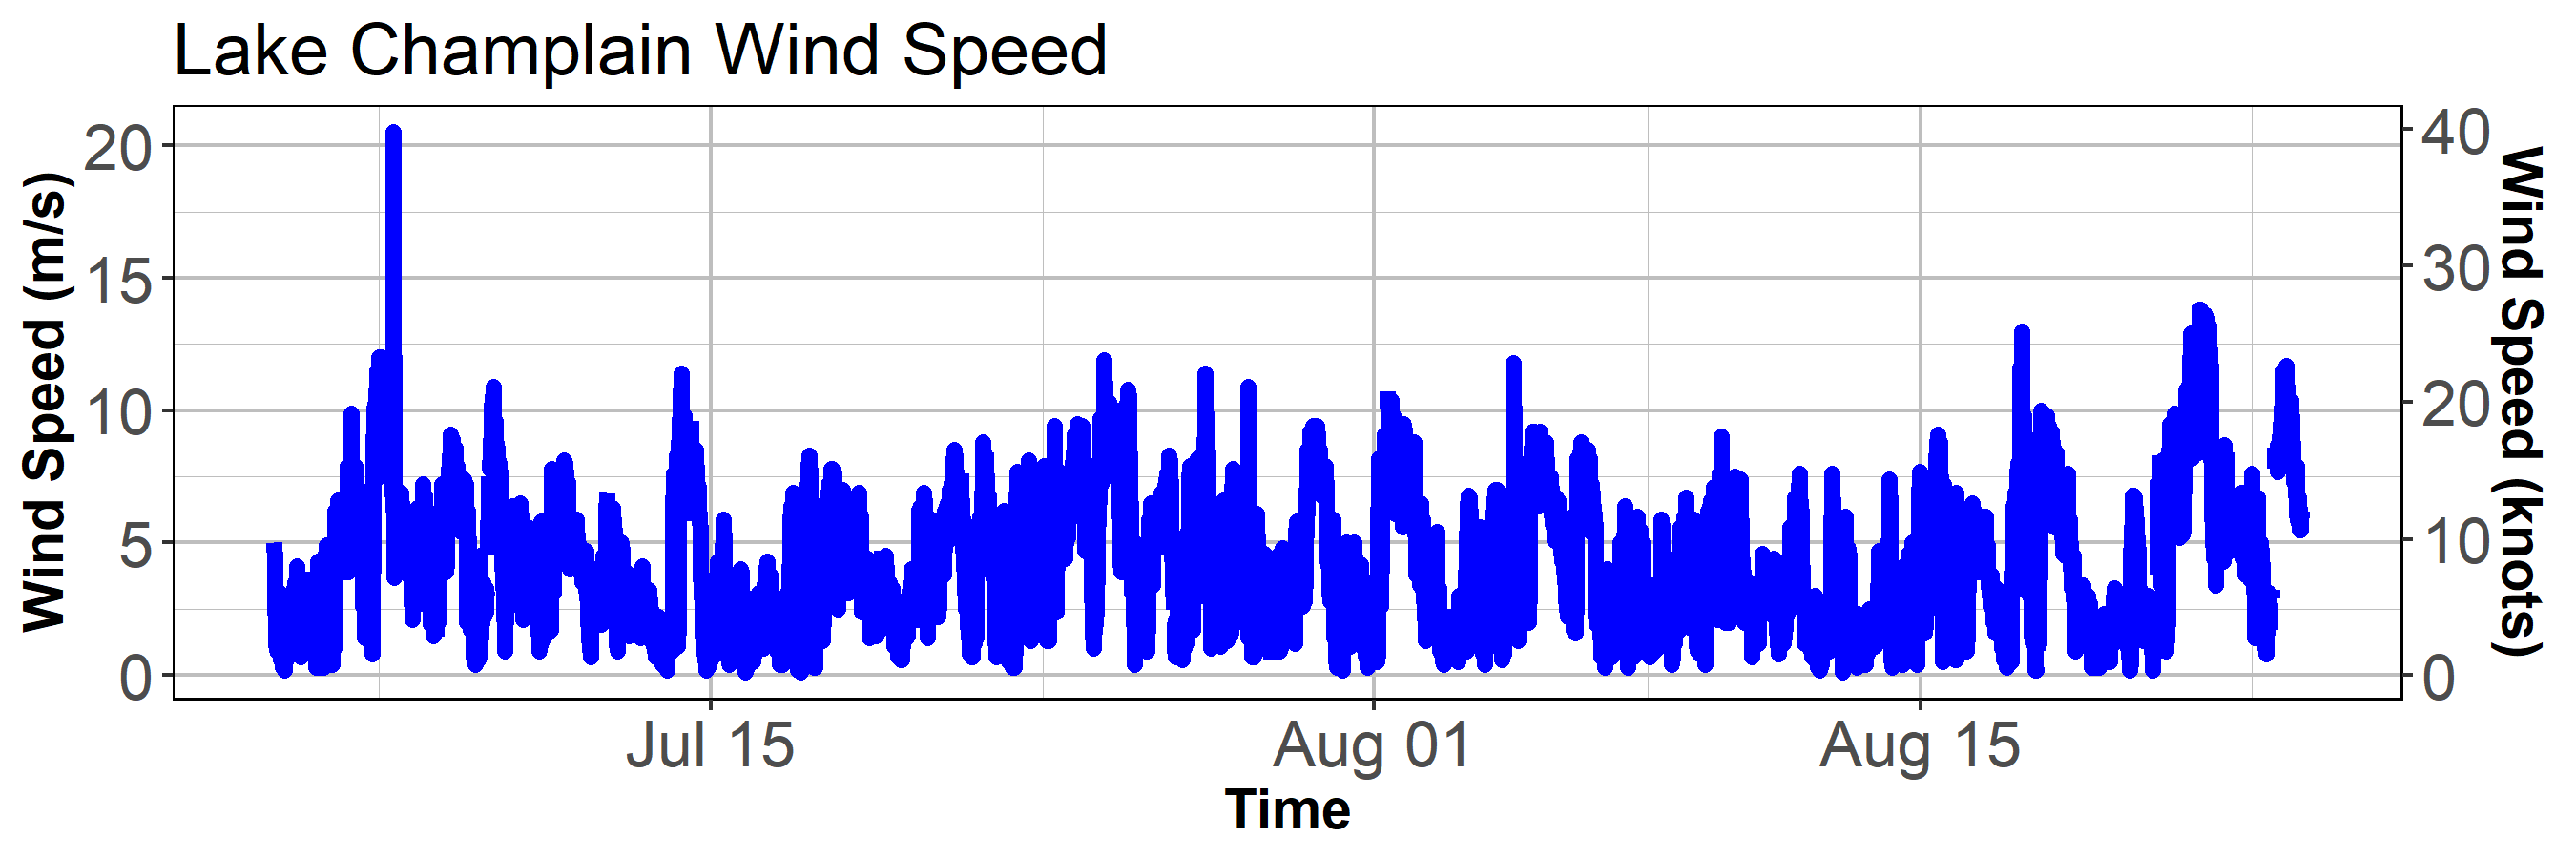 Lake Champlain Wind Speed
Wind Speed (m/s)
20
15
10
5
0
40
30
20
10
0
Wind Speed (knots)
Jul 15
Aug 01
Aug 15
Time